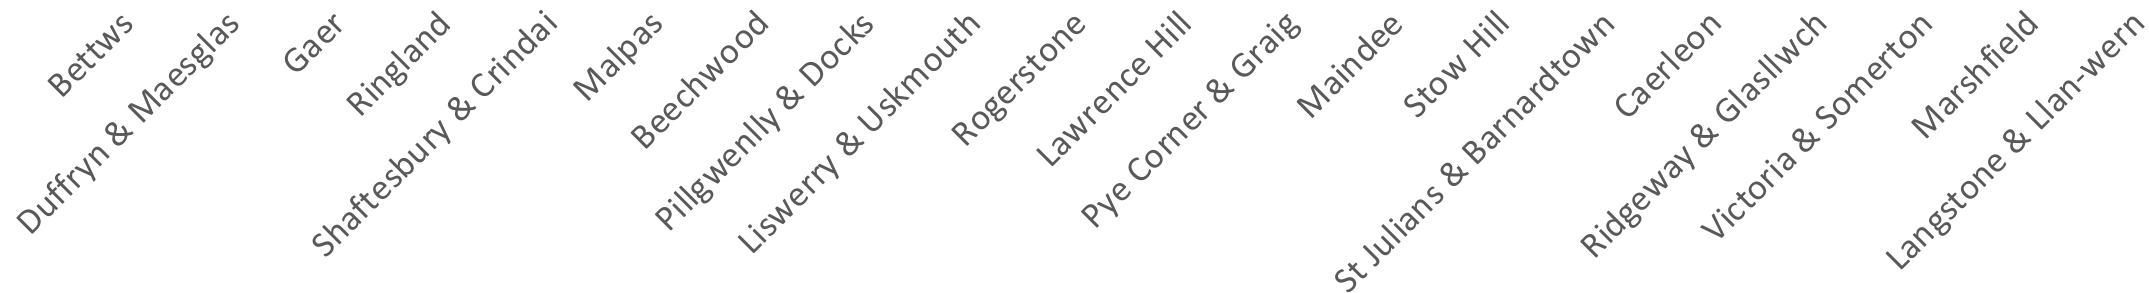 Bettws
Duffryn & Maesglas
Gaer
Ringland
Shaftesbury & Crindai
Malpas
Beechwood
Pillgwenlly & Docks
Liswerry & Uskmouth
Rogerstone
Lawrence Hill
Pye Corner & Graig
Maindee
Stow Hill
St Julians & Barnardtown
Caerleon
Ridgeway & Glasllwch
Victoria & Somerton
Marshfield
Langstone & Llan-wern